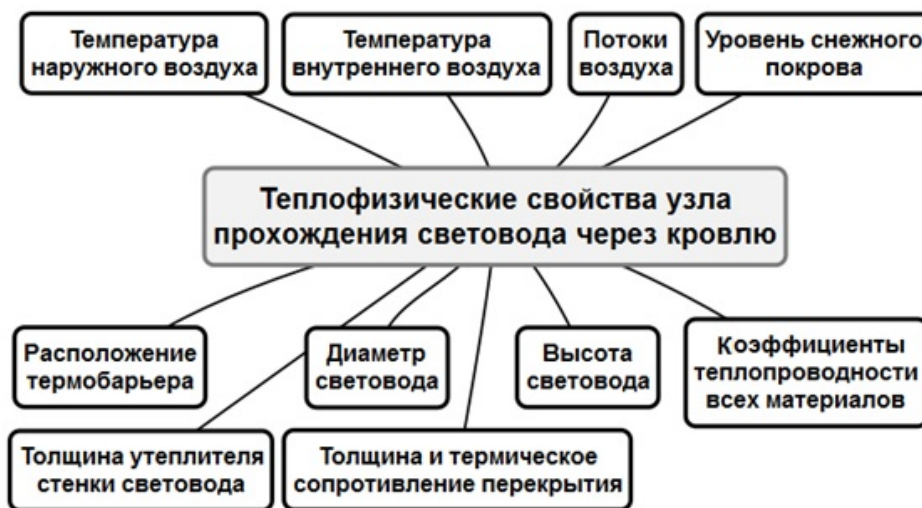 Температура
наружного воздуха
Температура
внутреннего воздуха
Потоки
воздуха
Уровень снежного
покрова
Теплофизические свойства узла
прохождения световода через кровлю
Расположение
термобарьера
Диаметр
световода
Высота
световода
Коэффициенты
теплопроводности
всех материалов
Толщина утеплителя
стенки световода
Толщина и термическое
сопротивление перекрытия